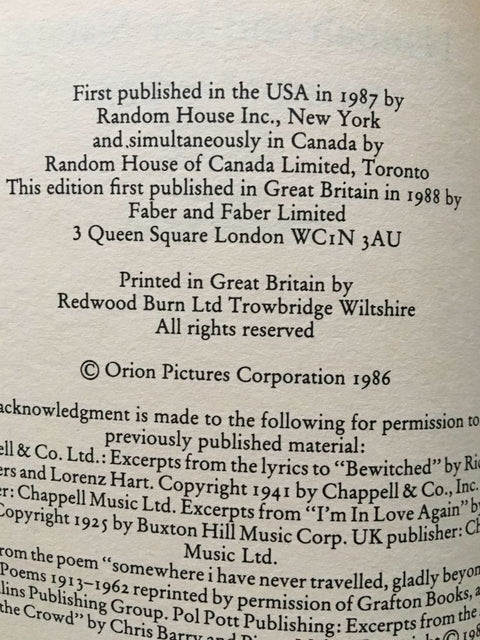 First published in the USA in 1987 by
Random House Inc., New York
and simultaneously in Canada by
Random House of Canada Limited, Toronto
This edition first published in Great Britain in 1988 by
Faber and Faber Limited
3 Queen Square London WC1N 3AU
Printed in Great Britain by
Redwood Burn Ltd Trowbridge Wiltshire
All rights reserved
© Orion Pictures Corporation 1986
acknowledgment is made to the following for permission to
previously published material:
ell & Co. Ltd.: Excerpts from the lyrics to "Bewitched" by Ric
ers and Lorenz Hart. Copyright 1941 by Chappell & Co., Inc.
er: Chappell Music Ltd. Excerpts from "I'm In Love Again" by
Copyright 1925 by Buxton Hill Music Corp. UK publisher: Ch
Music Ltd.
from the poem "somewhere i have never travelled, gladly beyon
Poems 1913–1962 reprinted by permission of Grafton Books, a
lins Publishing Group. Pol Pott Publishing: Excerpts from the
the Crowd" by Chris Barry and